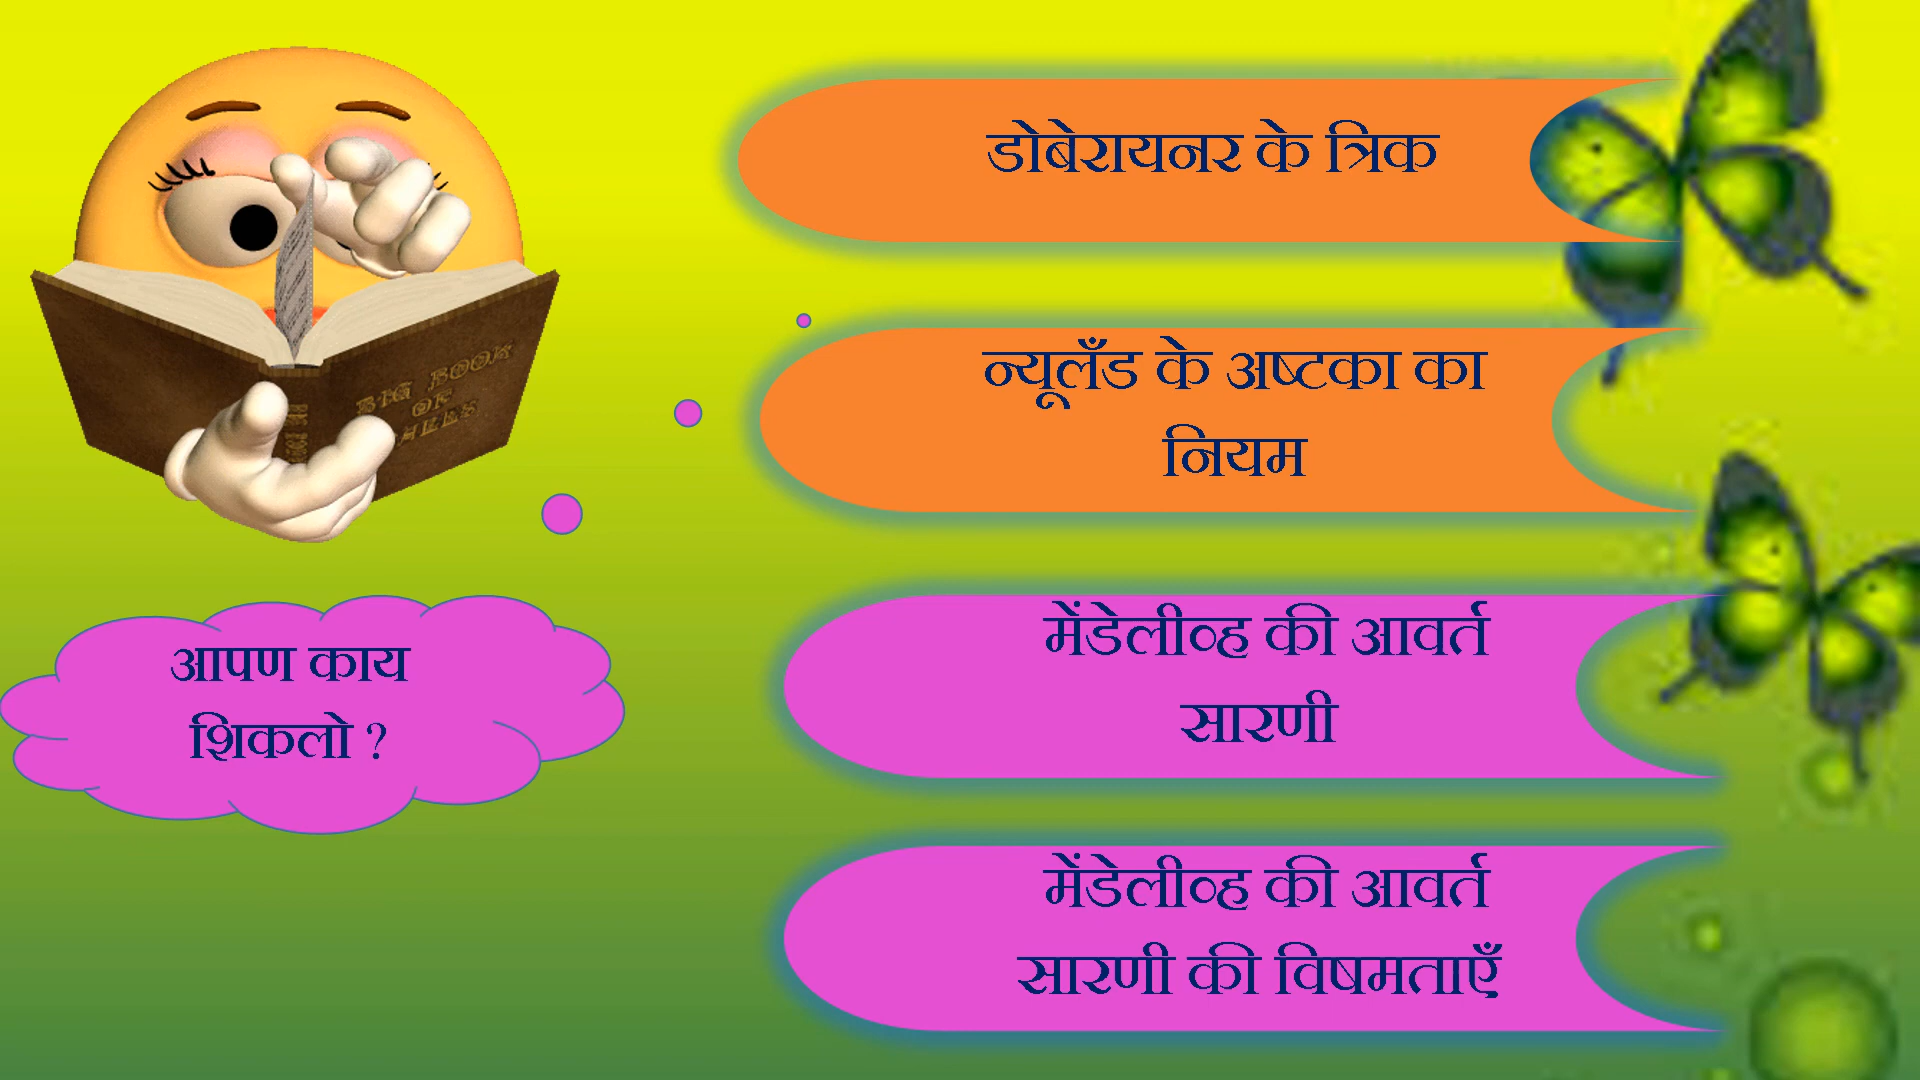 डोबेरायनर के त्रिक
न्यूलँड के अष्टका का
नियम
मेंडेलीव्ह की आवर्त
सारणी
मेंडेलीव्ह की आवर्त
सारणी की विषमताएँ
आपण काय
शिकलो ?
BIG BOOK
OF